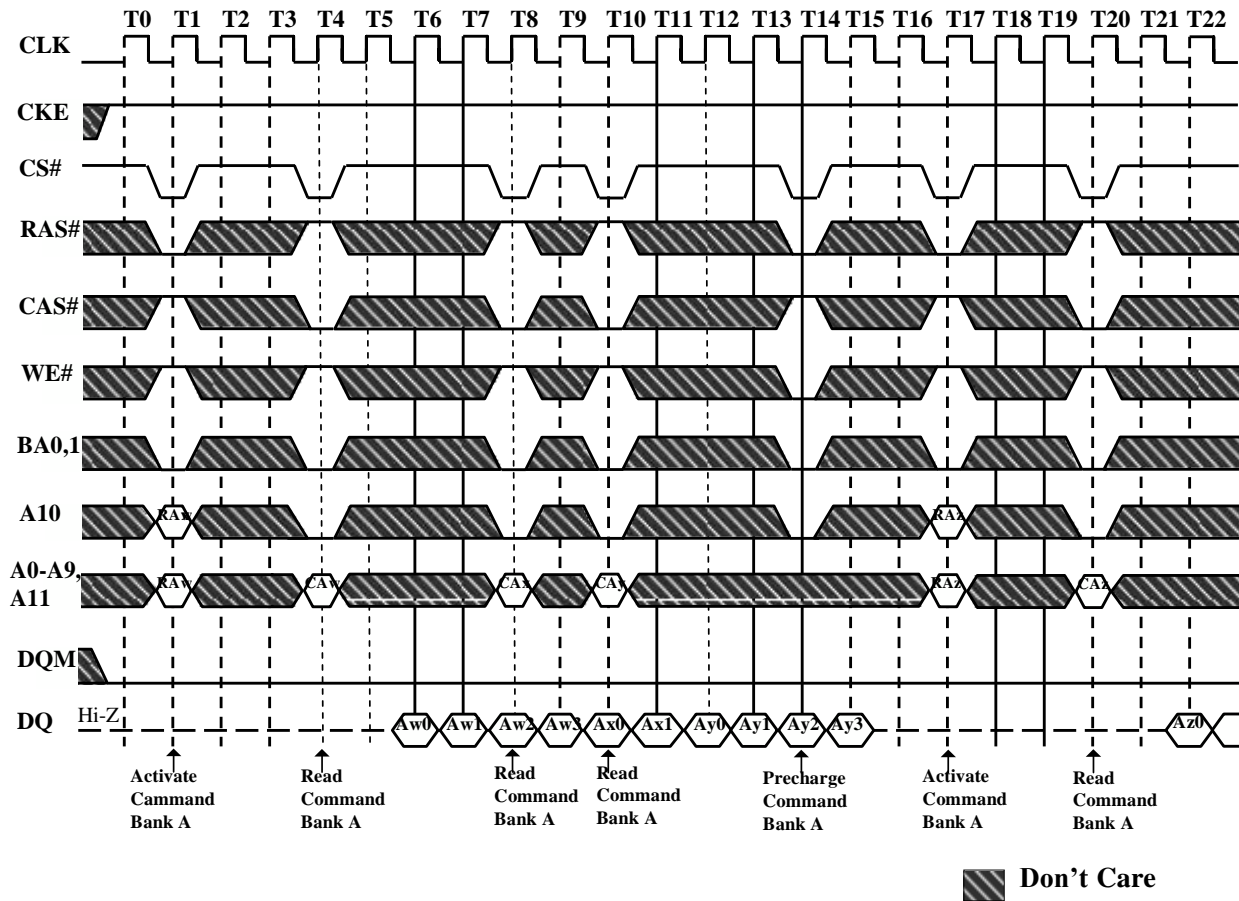 T0 T1 T2 T3 T4 T5 T6 T7 T8 T9 T10 T11 T12 T13 T14 T15 T16 T17 T18 T19 T20 T21 T22
CLK
CKE
CS#
RAS#
CAS#
WE#
BA0,1
A10 RAw RAz
A0-A9, RAw CAw CAx CAy RAz CAz
A11
DQM
DQ Hi-Z Aw0 Aw1 Aw2 Aw3 Ax0 Ax1 Ay0 Ay1 Ay2 Ay3 Az0
Activate
Cammand
Bank A
Read
Command
Bank A
Read
Command
Bank A
Read
Command
Bank A
Precharge
Command
Bank A
Activate
Command
Bank A
Read
Command
Bank A
Don't Care